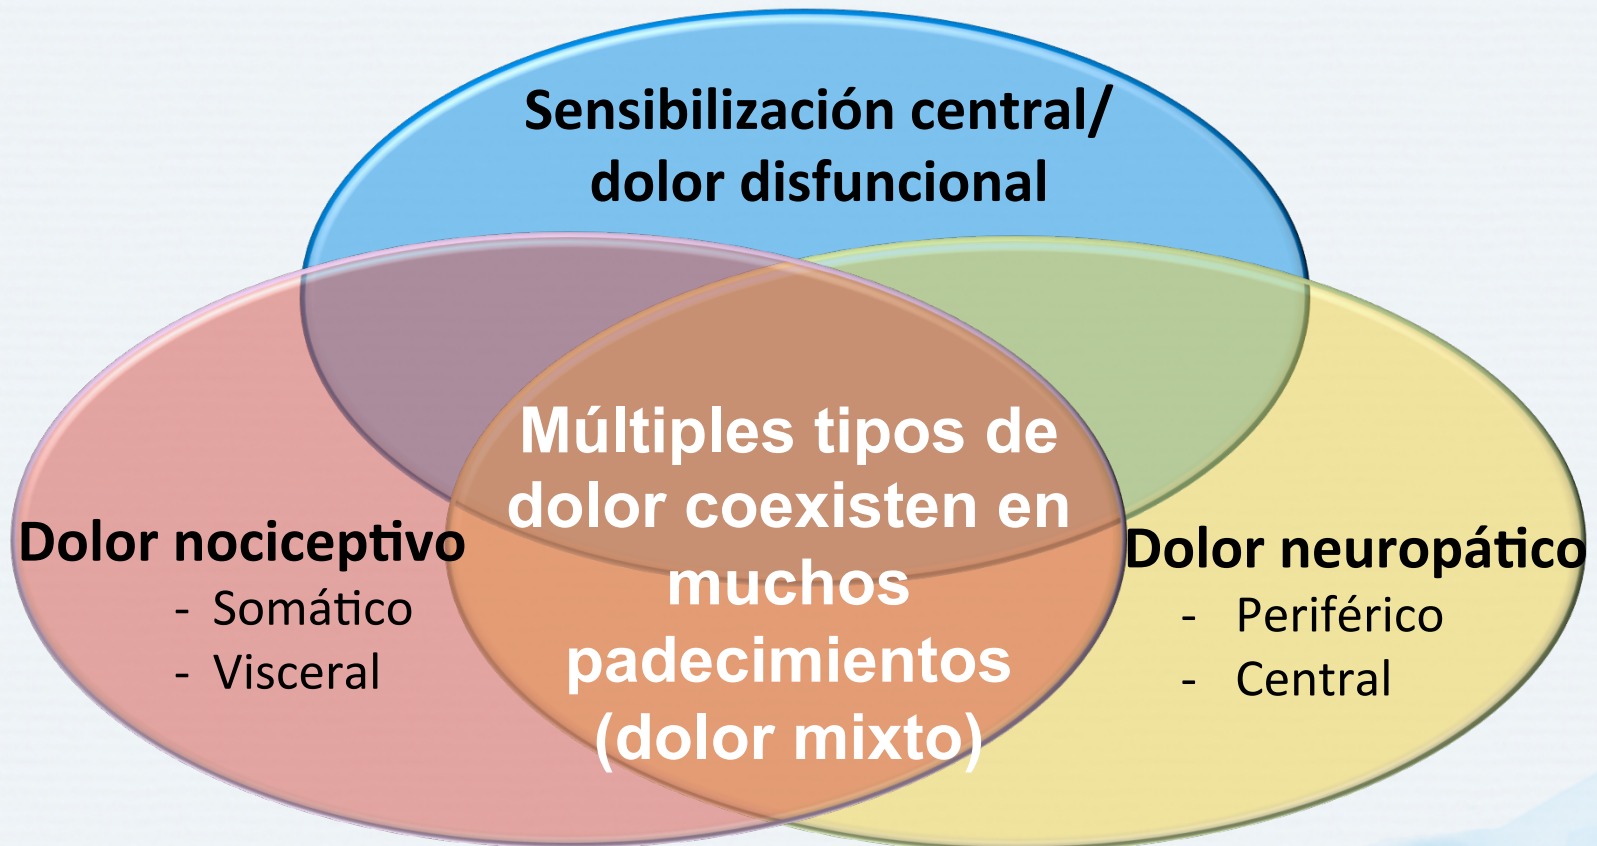 Sensibilización central/
dolor disfuncional
Múltiples tipos de
dolor coexisten en
muchos
padecimientos
(dolor mixto)
Dolor nociceptivo
- Somático
- Visceral
Dolor neuropático
- Periférico
- Central